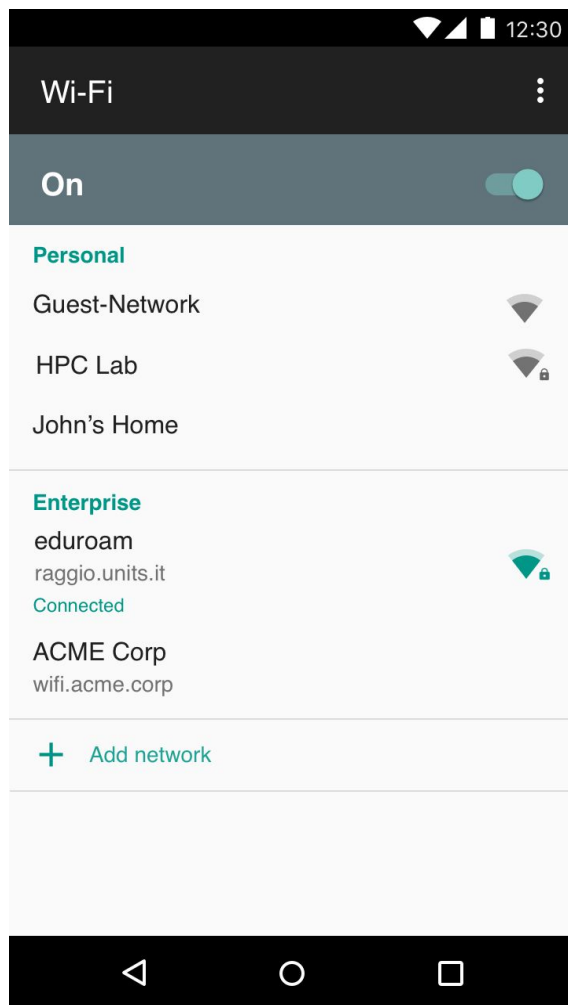 12:30
Wi-Fi
On
Personal
Guest-Network
HPC Lab
John’s Home
Enterprise
eduroam
raggio.units.it
Connected
ACME Corp
wifi.acme.corp
Add network